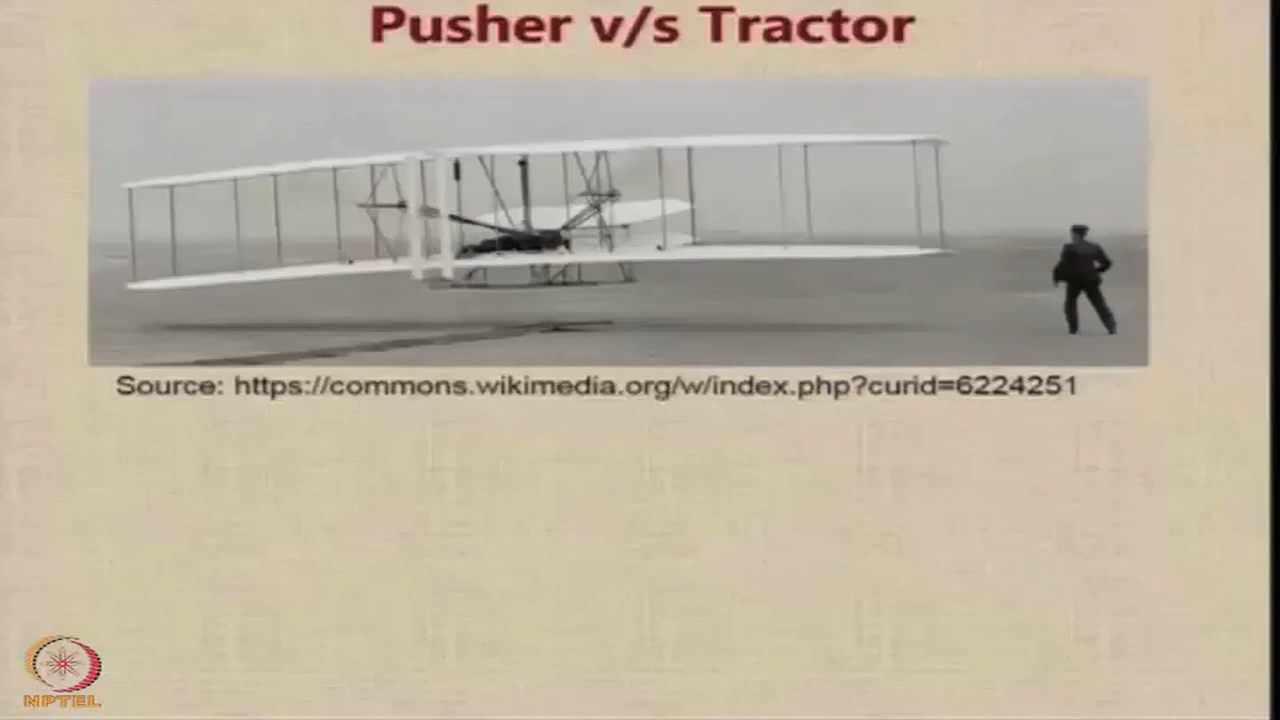 Pusher v/s Tractor
Source: https://commons.wikimedia.org/w/index.php?curid=6224251
NPTEL